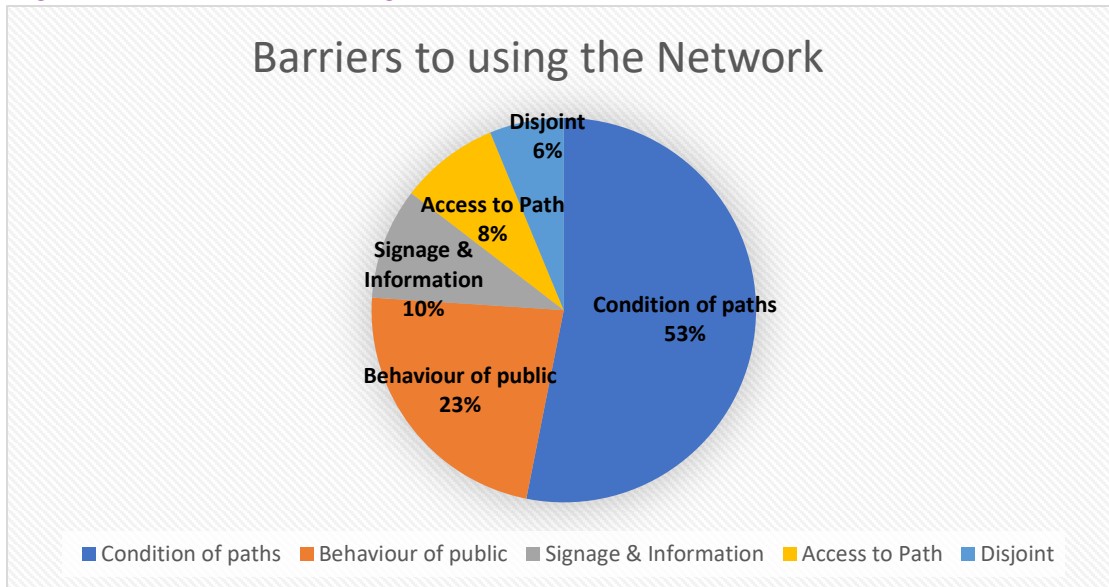 Barriers to using the Network
Disjoint
6%
Access to Path
8%
Signage &
Information
10%
Condition of paths
53%
Behaviour of public
23%
Condition of paths Behaviour of public Signage & Information Access to Path Disjoint